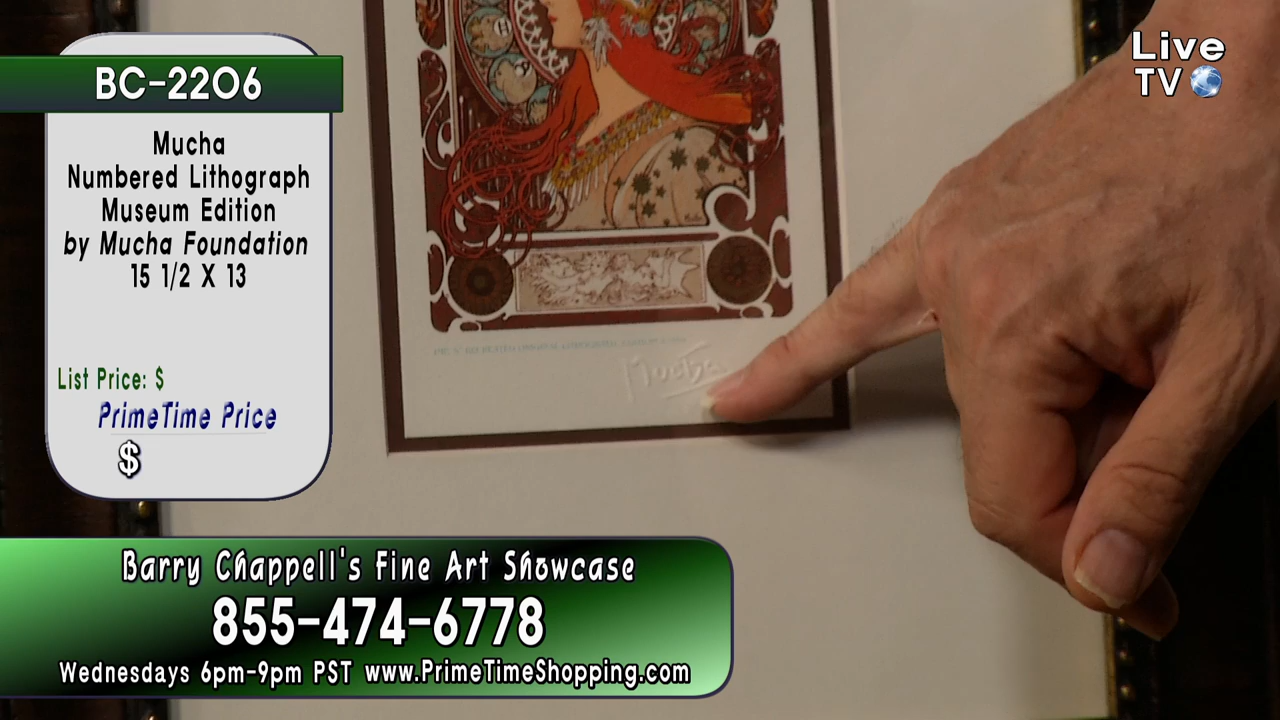 BC-2206
Mucha
Numbered Lithograph
Museum Edition
by Mucha Foundation
15 1/2 X 13
List Price: $
PrimeTime Price
$
Live
TV
Mucha
Barry Chappell's Fine Art Showcase
855-474-6778
Wednesdays 6pm-9pm PST www.PrimeTimeShopping.com